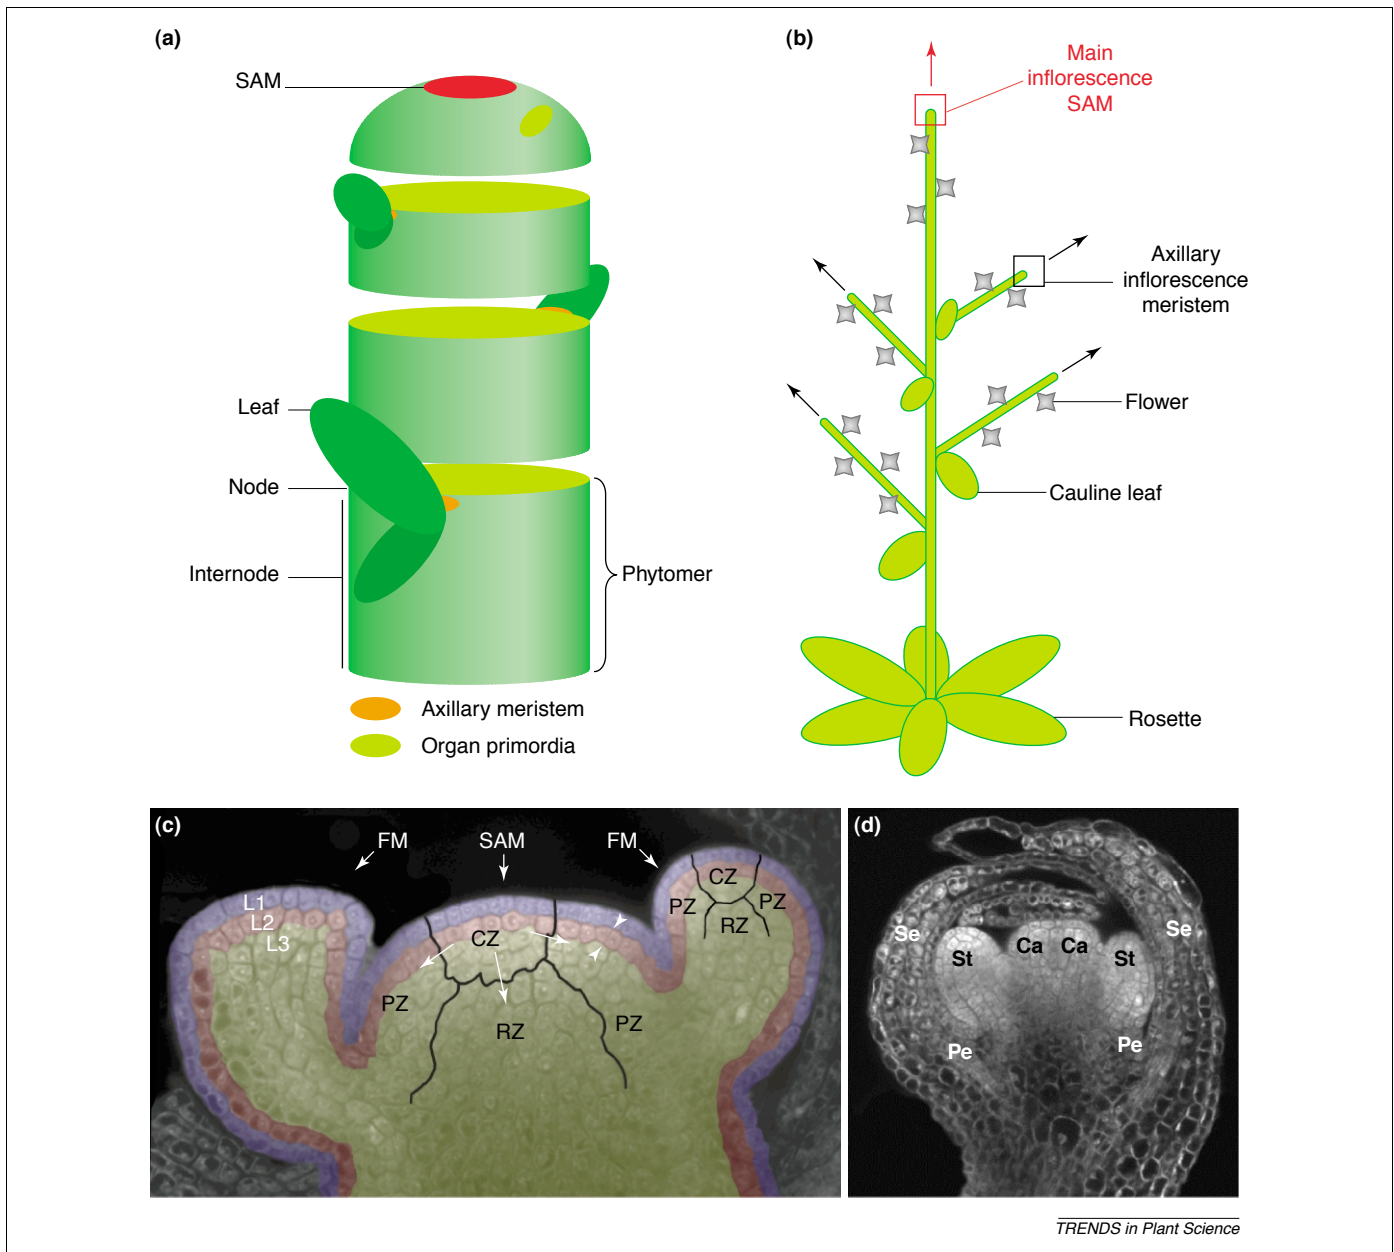 (a)
SAM
Leaf
Node
Internode
Phytomer
Axillary meristem
Organ primordia
(b)
Main
inflorescence
SAM
Axillary
inflorescence
meristem
Flower
Cauline leaf
Rosette
(c)
FM
SAM
FM
L1
L2
L3
CZ
PZ
RZ
PZ
CZ
PZ
PZ
RZ
(d)
Se
St
Ca
Ca
St
Se
Pe
Pe
TRENDS in Plant Science